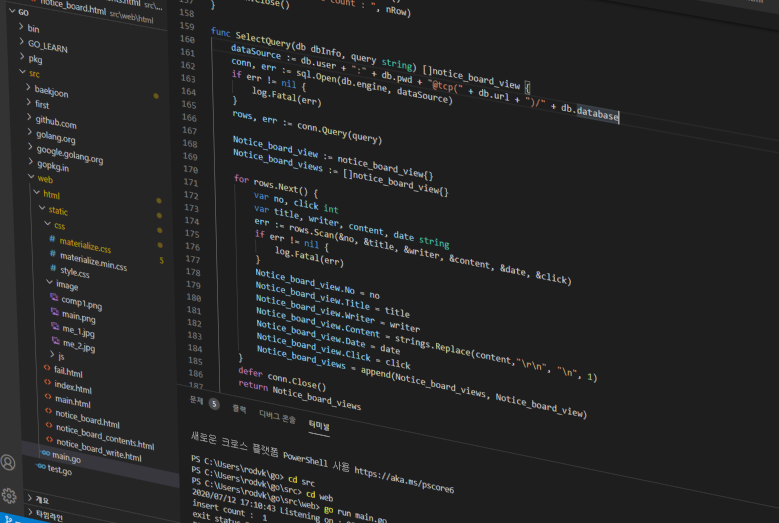 notice_board.html src\web\html
GO
bin
GO_LEARN
pkg
src
baekjoon
first
github.com
golang.org
google.golang.org
gopkg.in
web
html
static
css
materialize.css
materialize.min.css 5
style.css
image
comp1.png
main.png
me_1.jpg
me_2.jpg
js
fail.html
index.html
main.html
notice_board.html
notice_board_contents.html
notice_board_write.html
main.go
test.go
개요
타임라인
count : ", nRow)
158 }
159
160 func SelectQuery(db dbInfo, query string) []notice_board_view {
161 dataSource := db.user + ":" + db.pwd + "@tcp(" + db.url + ")/" + db.database
162 conn, err := sql.Open(db.engine, dataSource)
163 if err != nil {
164 log.Fatal(err)
165 }
166 rows, err := conn.Query(query)
167
168 Notice_board_view := notice_board_view{}
169 Notice_board_views := []notice_board_view{}
170
171 for rows.Next() {
172 var no, click int
173 var title, writer, content, date string
174 err := rows.Scan(&no, &title, &writer, &content, &date, &click)
175 if err != nil {
176 log.Fatal(err)
177 }
178 Notice_board_view.No = no
179 Notice_board_view.Title = title
180 Notice_board_view.Writer = writer
181 Notice_board_view.Content = strings.Replace(content,"\r\n", "\n", 1)
182 Notice_board_view.Date = date
183 Notice_board_view.Click = click
184 Notice_board_views = append(Notice_board_views, Notice_board_view)
185 }
186 defer conn.Close()
187 return Notice_board_views
문제 5 출력 디버그 콘솔 터미널
새로운 크로스 플랫폼 PowerShell 사용 https://aka.ms/pscore6
PS C:\Users\rodvk\go> cd src
PS C:\Users\rodvk\go\src> cd web
PS C:\Users\rodvk\go\src\web> go run main.go
2020/07/12 17:10:43 Listening on :
insert count : 1
exit status